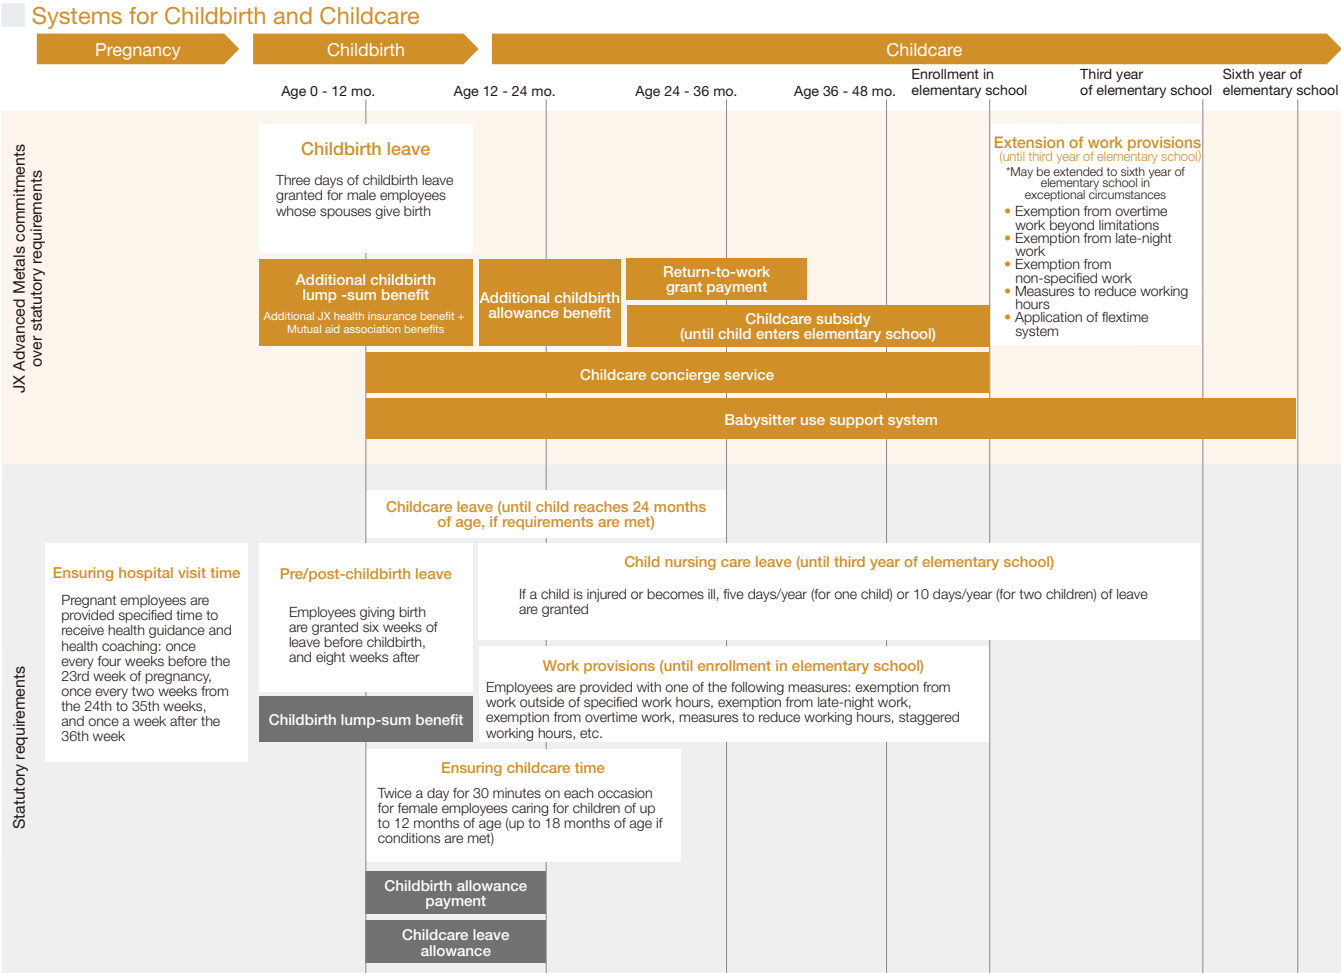 Systems for Childbirth and Childcare
Pregnancy
Childbirth
Childcare
Age 0 - 12 mo.
Age 12 - 24 mo.
Age 24 - 36 mo.
Age 36 - 48 mo.
Enrollment in
elementary school
Third year
of elementary school
Sixth year of
elementary school
JX Advanced Metals commitments
over statutory requirements
Childbirth leave
Three days of childbirth leave
granted for male employees
whose spouses give birth
Extension of work provisions
(until third year of elementary school)
*May be extended to sixth year of
elementary school in
exceptional circumstances
• Exemption from overtime
work beyond limitations
• Exemption from late-night
work
• Exemption from
non-specified work
• Measures to reduce working
hours
• Application of flextime
system
Additional childbirth
lump -sum benefit
Additional JX health insurance benefit +
Mutual aid association benefits
Additional childbirth
allowance benefit
Return-to-work
grant payment
Childcare subsidy
(until child enters elementary school)
Childcare concierge service
Babysitter use support system
Statutory requirements
Childcare leave (until child reaches 24 months
of age, if requirements are met)
Ensuring hospital visit time
Pregnant employees are
provided specified time to
receive health guidance and
health coaching: once
every four weeks before the
23rd week of pregnancy,
once every two weeks from
the 24th to 35th weeks,
and once a week after the
36th week
Pre/post-childbirth leave
Employees giving birth
are granted six weeks of
leave before childbirth,
and eight weeks after
Childbirth lump-sum benefit
Child nursing care leave (until third year of elementary school)
If a child is injured or becomes ill, five days/year (for one child) or 10 days/year (for two children) of leave
are granted
Work provisions (until enrollment in elementary school)
Employees are provided with one of the following measures: exemption from
work outside of specified work hours, exemption from late-night work,
exemption from overtime work, measures to reduce working hours, staggered
working hours, etc.
Ensuring childcare time
Twice a day for 30 minutes on each occasion
for female employees caring for children of up
to 12 months of age (up to 18 months of age if
conditions are met)
Childbirth allowance
payment
Childcare leave
allowance